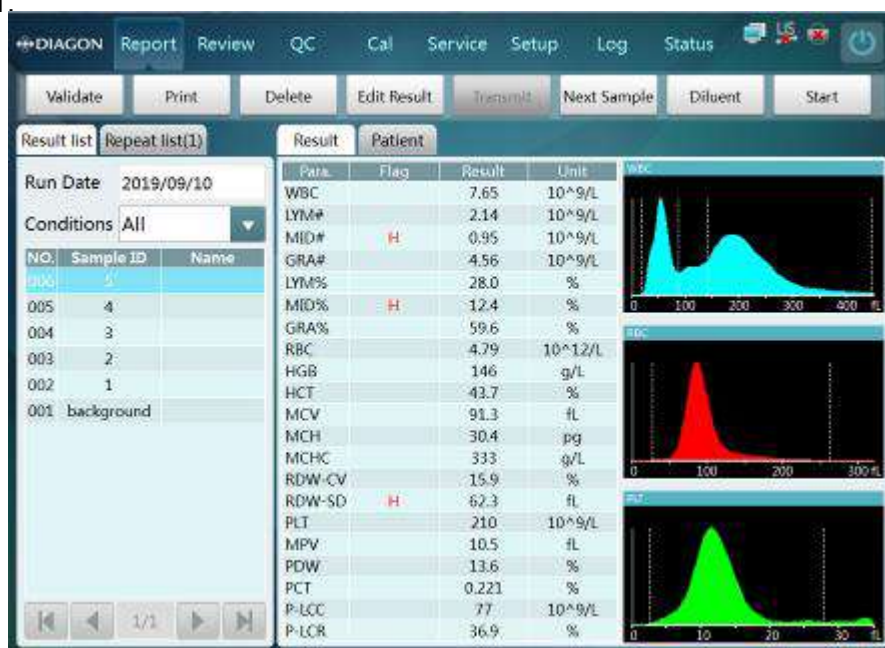 DIAGON Report Review QC Cal Service Setup Log Status US
Validate Print Delete Edit Result Transmit Next Sample Diluent Start
Result list Repeat list(1) Result Patient
Run Date 2019/09/10
Conditions All
NO. Sample ID Name
006 5
005 4
004 3
003 2
002 1
001 background
1/1
Para. Flag Result Unit
WBC 7.65 10^9/L
LYM# 2.14 10^9/L
MID# H 0.95 10^9/L
GRA# 4.56 10^9/L
LYM% 28.0 %
MID% H 12.4 %
GRA% 59.6 %
RBC 4.79 10^12/L
HGB 146 g/L
HCT 43.7 %
MCV 91.3 fL
MCH 30.4 pg
MCHC 333 g/L
RDW-CV 15.9 %
RDW-SD H 62.3 fL
PLT 210 10^9/L
MPV 10.5 fL
PDW 13.6 %
PCT 0.221 %
P-LCC 77 10^9/L
P-LCR 36.9 %
WBC
0 100 200 300 400 fL
RBC
0 100 200 300 fL
PLT
0 10 20 30 fL